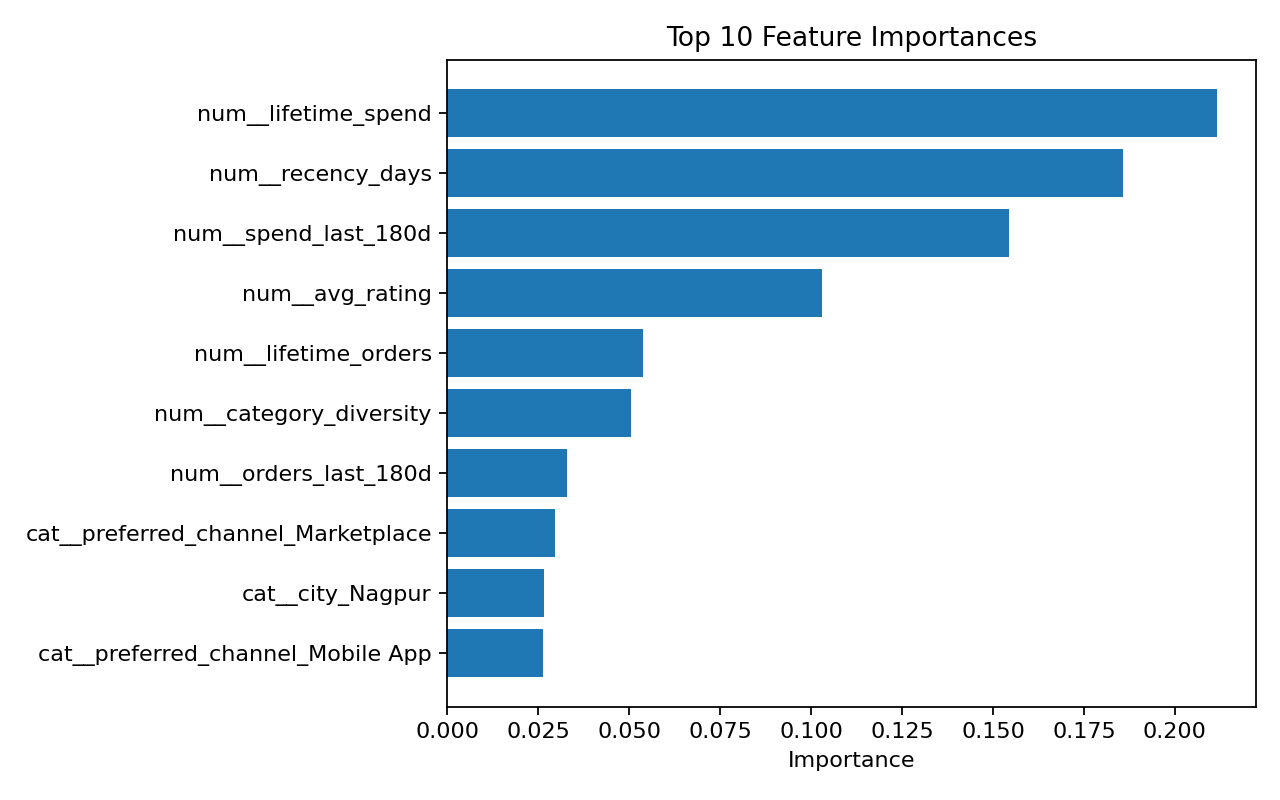 Top 10 Feature Importances
num__lifetime_spend
num__recency_days
num__spend_last_180d
num__avg_rating
num__lifetime_orders
num__category_diversity
num__orders_last_180d
cat__preferred_channel_Marketplace
cat__city_Nagpur
cat__preferred_channel_Mobile App
0.000 0.025 0.050 0.075 0.100 0.125 0.150 0.175 0.200
Importance